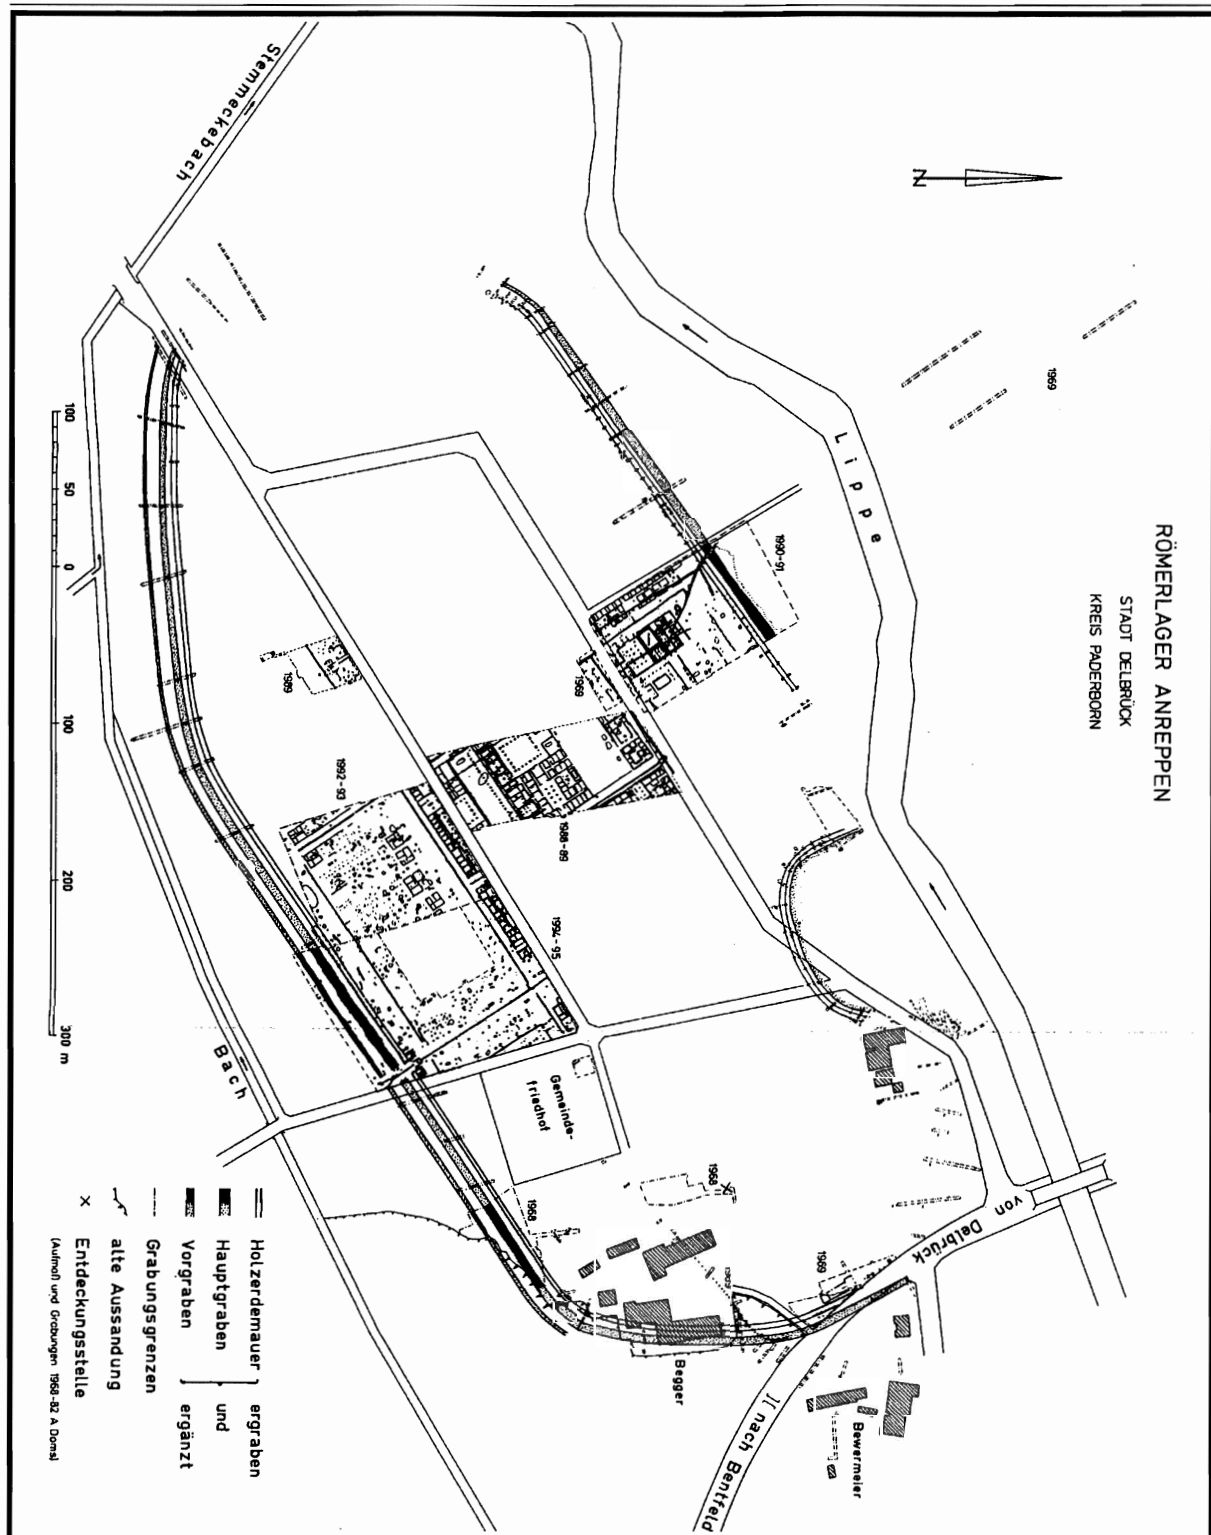 RÖMERLAGER ANREPPEN
STADT DELBRÜCK
KREIS PADERBORN
N
Stemmeckebach
Lippe
1969
1990-91
1969
1989
1992-93
1988-89
1994-95
Bach
Gemeinde-
friedhof
1968
1968
1969
1969
von Delbrück
nach Bentfeld
Begger
Bewermeier
100
50
0
100
200
300 m
Holzerdemauer
Hauptgraben
Vorgraben
ergraben
und
ergänzt
Grabungsgrenzen
alte Aussandung
x Entdeckungsstelle
(Aufmaß und Grabungen 1968-82 A Doms)